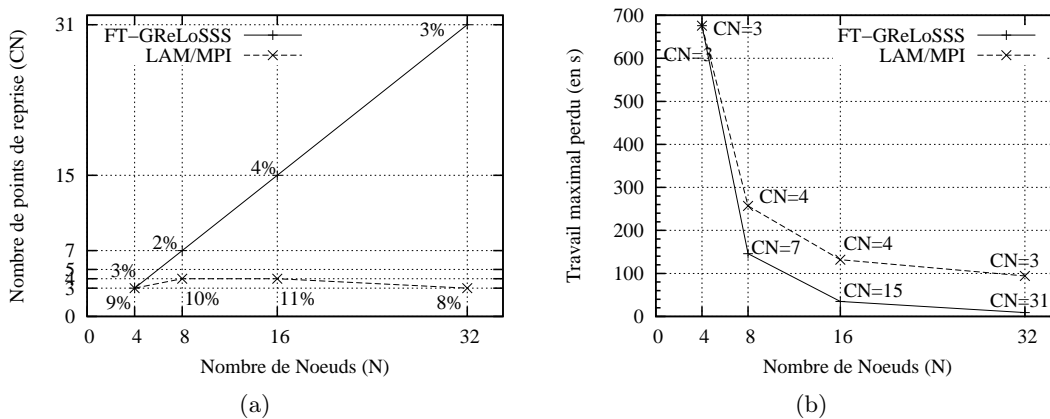 Nombre de points de reprise (CN)
31
15
7
5
4
3
0
FT−GReLoSSS
LAM/MPI
3%
4%
2%
3%
9%
10%
11%
8%
0
4
8
16
32
Nombre de Noeuds (N)
(a)
Travail maximal perdu (en s)
700
600
500
400
300
200
100
0
FT−GReLoSSS
LAM/MPI
CN=3
CN=3
CN=4
CN=7
CN=4
CN=15
CN=3
CN=31
0
4
8
16
32
Nombre de Noeuds (N)
(b)